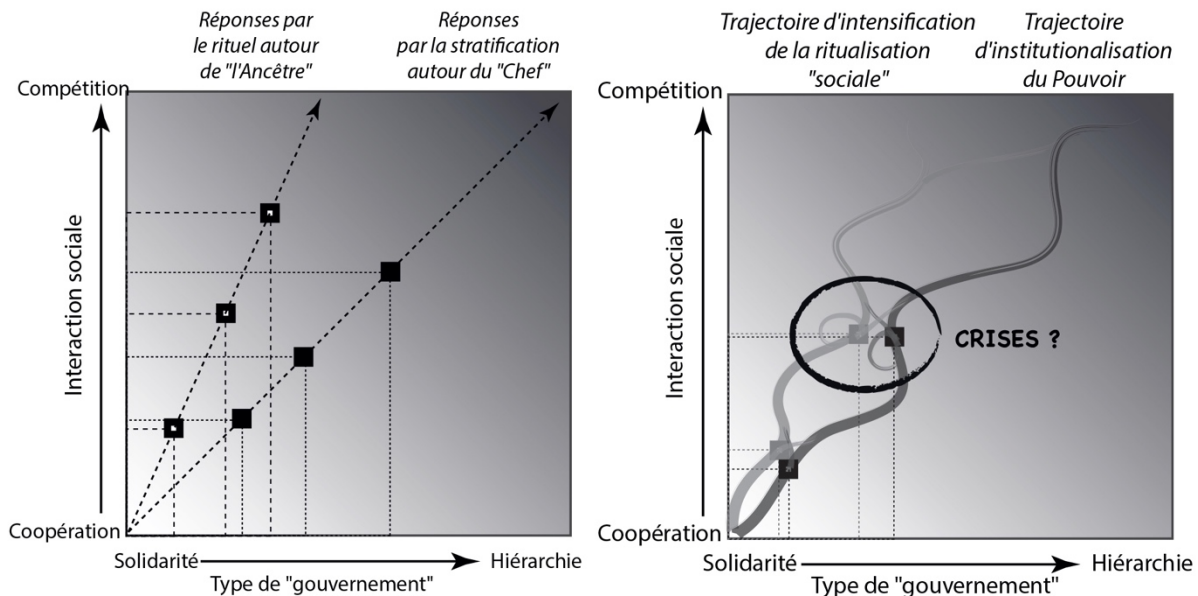 Réponses par
le rituel autour
de "l'Ancêtre"
Réponses
par la stratification
autour du "Chef"
Compétition
Interaction sociale
Coopération
Solidarité
Hiérarchie
Type de "gouvernement"
Trajectoire d'intensification
de la ritualisation
"sociale"
Trajectoire
d'institutionalisation
du Pouvoir
Compétition
Interaction sociale
CRISES ?
Coopération
Solidarité
Hiérarchie
Type de "gouvernement"